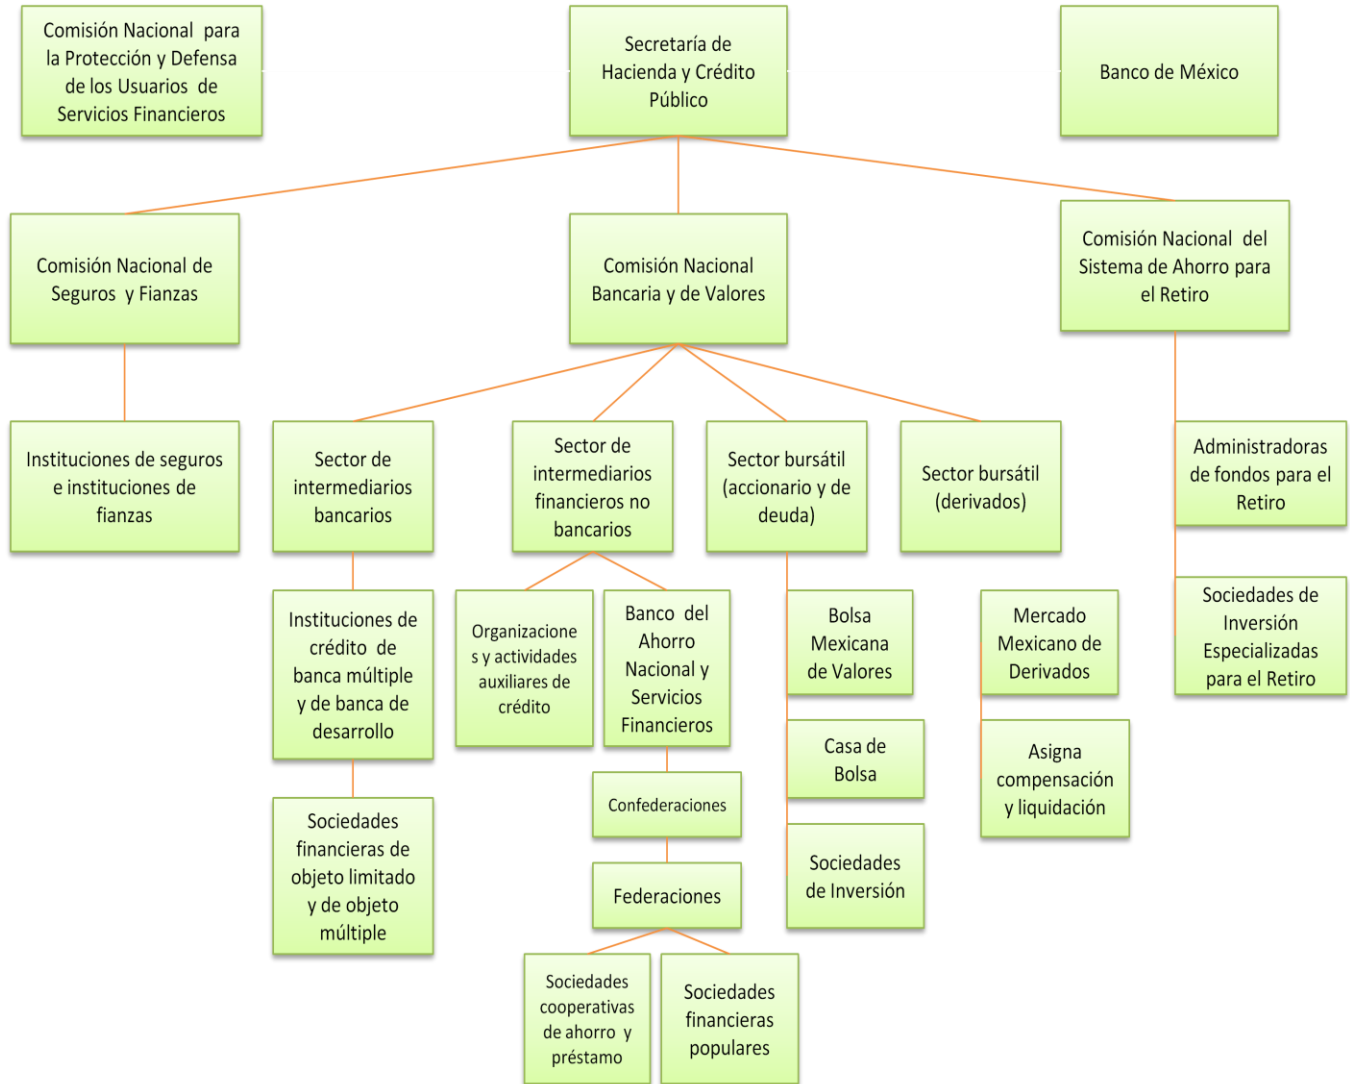 Comisión Nacional para
la Protección y Defensa
de los Usuarios de
Servicios Financieros
Secretaría de
Hacienda y Crédito
Público
Banco de México
Comisión Nacional de
Seguros y Fianzas
Comisión Nacional
Bancaria y de Valores
Comisión Nacional del
Sistema de Ahorro para
el Retiro
Instituciones de seguros
e instituciones de
fianzas
Sector de
intermediarios
bancarios
Sector de
intermediarios
financieros no
bancarios
Sector bursátil
(accionario y de
deuda)
Sector bursátil
(derivados)
Administradoras
de fondos para el
Retiro
Instituciones de
crédito de
banca múltiple
y de banca de
desarrollo
Organizacione
s y actividades
auxiliares de
crédito
Banco del
Ahorro
Nacional y
Servicios
Financieros
Bolsa
Mexicana
de Valores
Mercado
Mexicano de
Derivados
Sociedades de
Inversión
Especializadas
para el Retiro
Casa de
Bolsa
Asigna
compensación
y liquidación
Sociedades
financieras de
objeto limitado
y de objeto
múltiple
Confederaciones
Sociedades
de Inversión
Federaciones
Sociedades
cooperativas
de ahorro y
préstamo
Sociedades
financieras
populares